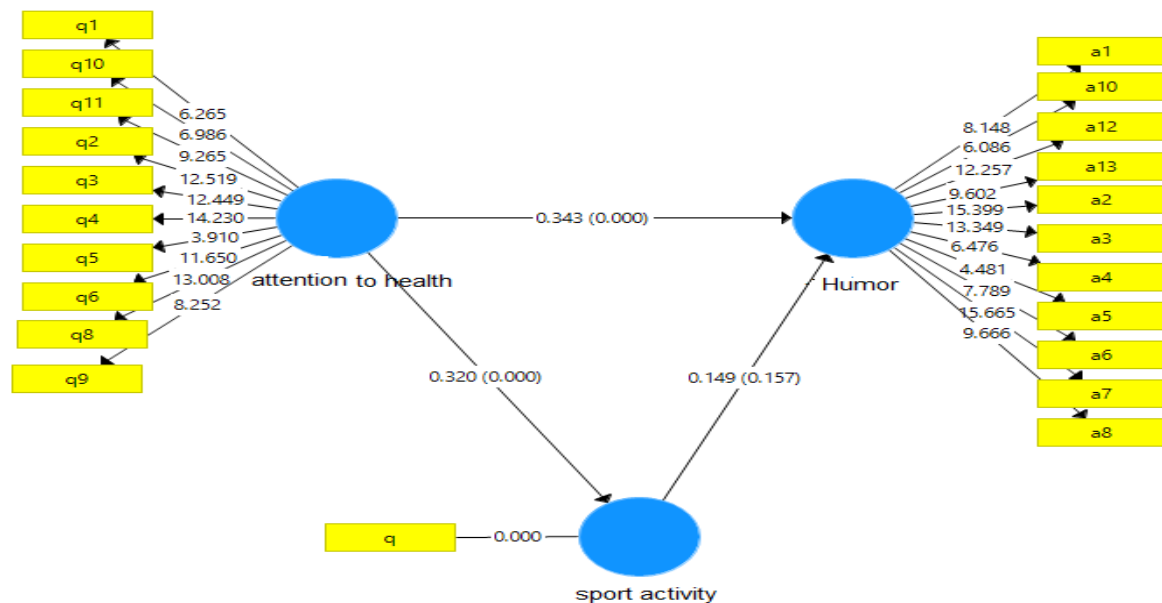 q1
q10
q11
q2
q3
q4
q5
q6
q8
q9
6.265
6.986
9.265
12.519
12.449
14.230
3.910
11.650
13.008
8.252
attention to health
0.343 (0.000)
Humor
8.148
6.086
12.257
9.602
15.399
13.349
6.476
4.481
7.789
15.665
9.666
a1
a10
a12
a13
a2
a3
a4
a5
a6
a7
a8
0.320 (0.000)
0.149 (0.157)
q
0.000
sport activity